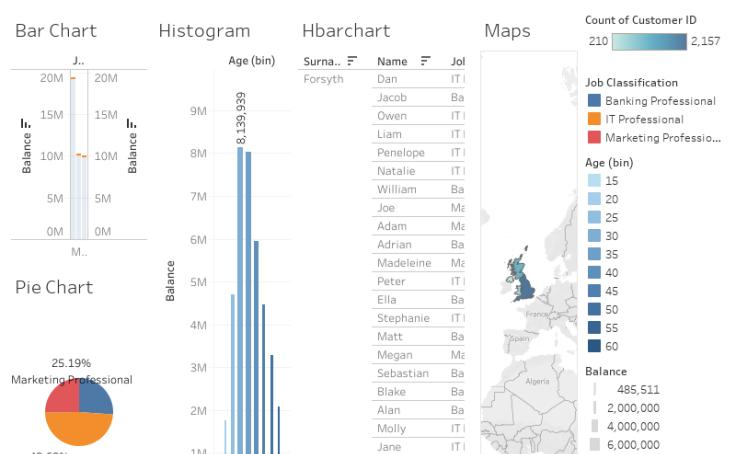 Bar Chart
J..
20M
20M
15M
15M
10M
10M
5M
5M
0M
0M
Balance
Balance
M..
Pie Chart
25.19%
Marketing Professional
Histogram
Age (bin)
8,139,939
9M
8M
7M
6M
5M
4M
3M
2M
1M
Balance
Hbarchart
Surna.. Name Jol
Forsyth Dan IT I
Jacob Ba
Owen IT I
Liam IT I
Penelope IT I
Natalie IT I
William Ba
Joe Ma
Adam Ma
Adrian Ba
Madeleine Ma
Peter IT I
Ella Ba
Stephanie IT I
Matt Ba
Megan Ma
Sebastian Ba
Blake Ba
Alan Ba
Molly IT I
Jane IT I
Maps
France
Spain
Algeria
Count of Customer ID
210 2,157
Job Classification
Banking Professional
IT Professional
Marketing Professio...
Age (bin)
15
20
25
30
35
40
45
50
55
60
Balance
485,511
2,000,000
4,000,000
6,000,000